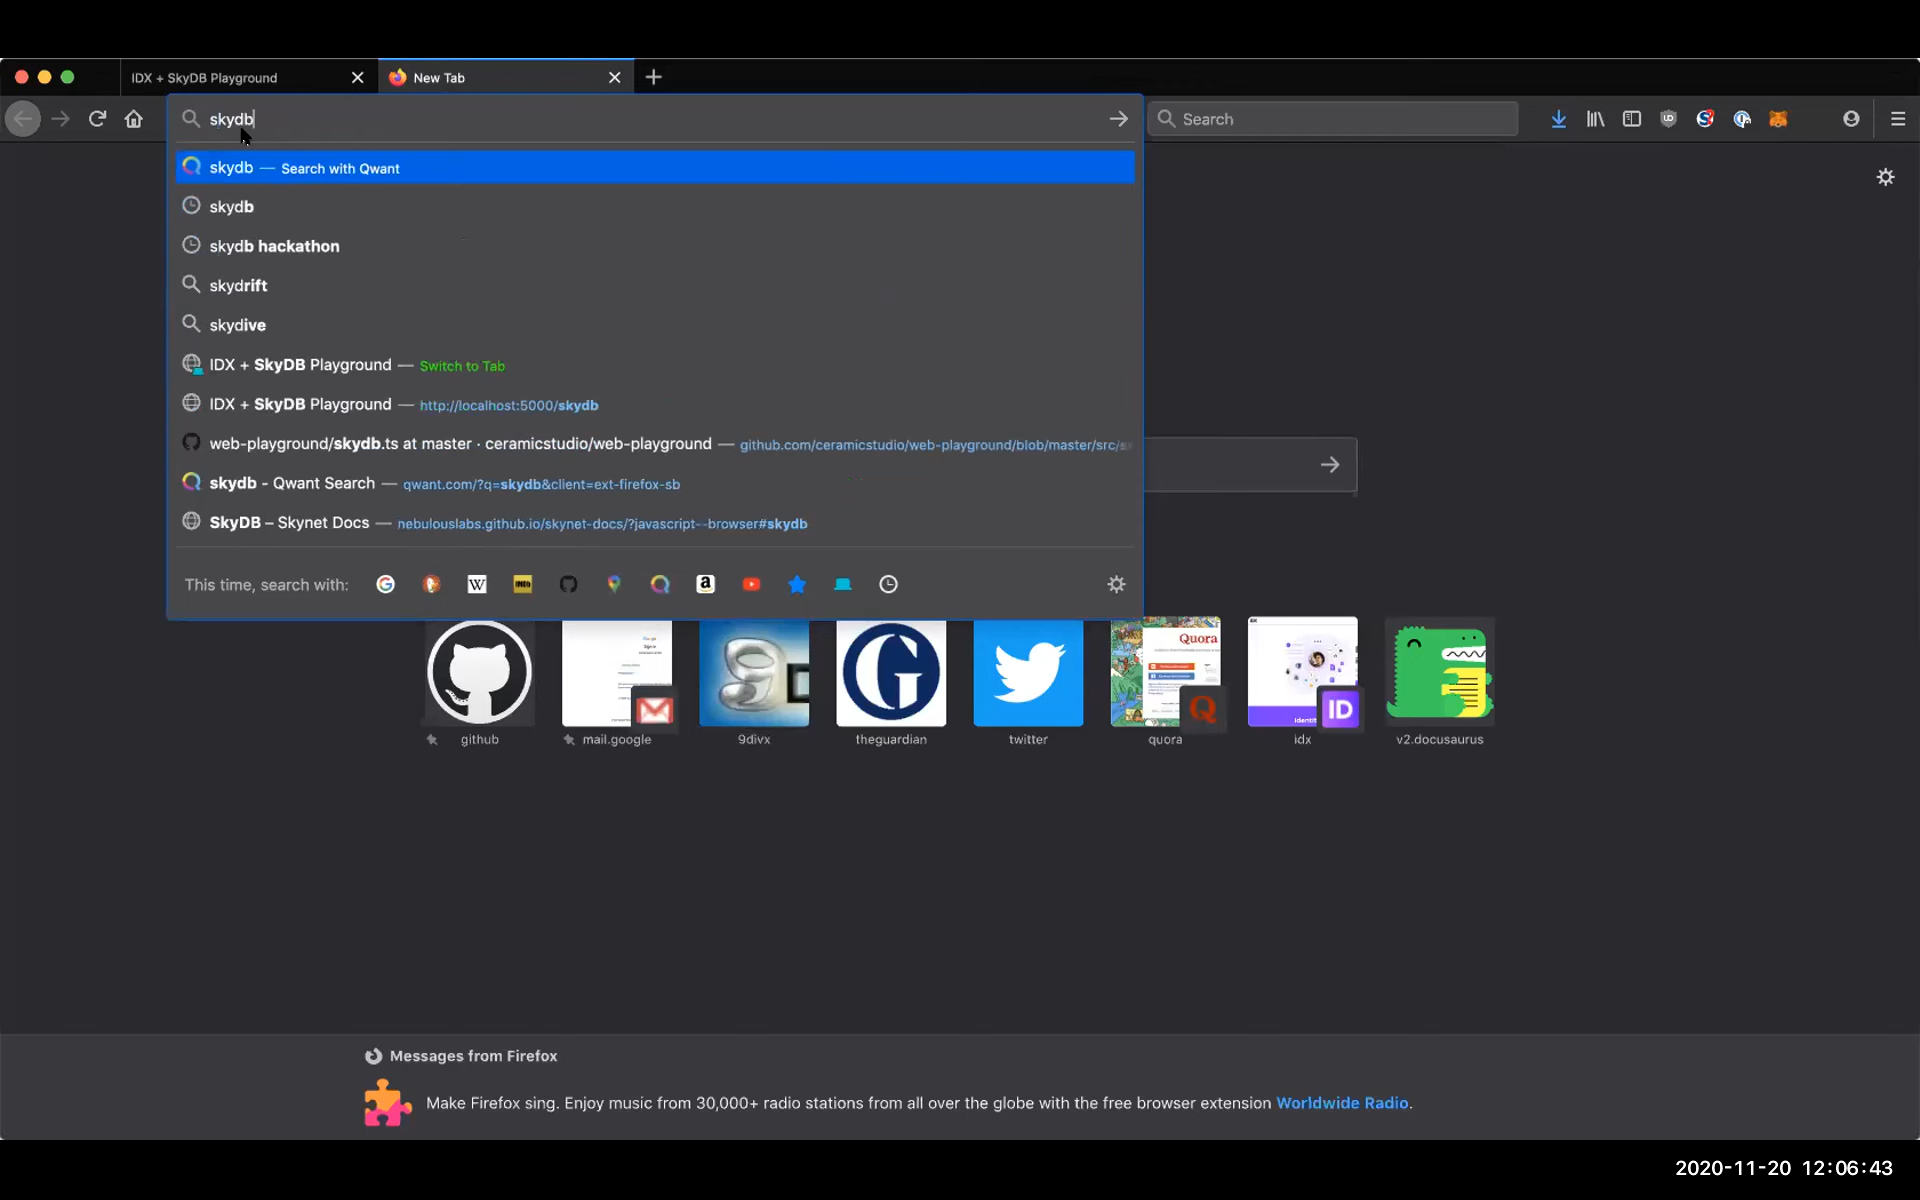 IDX + SkyDB Playground
New Tab
skydb
Search
skydb — Search with Qwant
skydb
skydb hackathon
skydrift
skydive
IDX + SkyDB Playground — Switch to Tab
IDX + SkyDB Playground — http://localhost:5000/skydb
web-playground/skydb.ts at master · ceramicstudio/web-playground — github.com/ceramicstudio/web-playground/blob/master/src/
skydb - Qwant Search — qwant.com/?q=skydb&client=ext-firefox-sb
SkyDB – Skynet Docs — nebulouslabs.github.io/skynet-docs/?javascript--browser#skydb
This time, search with:
Quora
ID
github
mail.google
9divx
theguardian
twitter
quora
idx
v2.docusaurus
Messages from Firefox
Make Firefox sing. Enjoy music from 30,000+ radio stations from all over the globe with the free browser extension Worldwide Radio.
2020-11-20 12:06:43